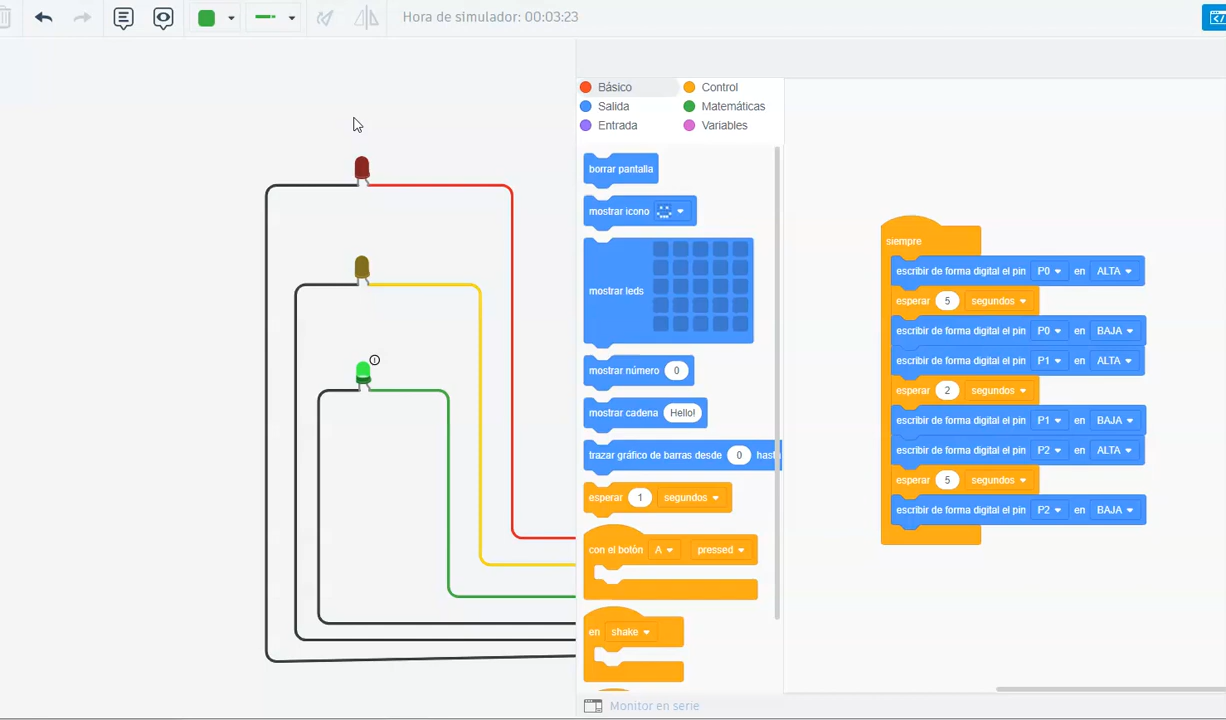 Hora de simulador: 00:03:23
Básico
Control
Salida
Matemáticas
Entrada
Variables
borrar pantalla
mostrar icono
mostrar leds
mostrar número 0
mostrar cadena Hello!
trazar gráfico de barras desde 0
esperar 1 segundos
con el botón A pressed
en shake
Monitor en serie
siempre
escribir de forma digital el pin P0 en ALTA
esperar 5 segundos
escribir de forma digital el pin P0 en BAJA
escribir de forma digital el pin P1 en ALTA
esperar 2 segundos
escribir de forma digital el pin P1 en BAJA
escribir de forma digital el pin P2 en ALTA
esperar 5 segundos
escribir de forma digital el pin P2 en BAJA